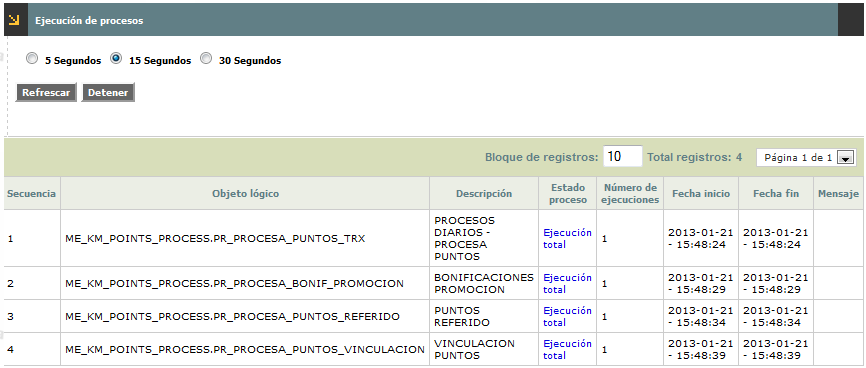 Ejecución de procesos
5 Segundos 15 Segundos 30 Segundos
Refrescar Detener
Bloque de registros: 10 Total registros: 4 Página 1 de 1
Secuencia Objeto lógico Descripción Estado proceso Número de ejecuciones Fecha inicio Fecha fin Mensaje
1 ME_KM_POINTS_PROCESS.PR_PROCESA_PUNTOS_TRX PROCESOS DIARIOS - PROCESA PUNTOS Ejecución total 1 2013-01-21 - 15:48:24 2013-01-21 - 15:48:24
2 ME_KM_POINTS_PROCESS.PR_PROCESA_BONIF_PROMOCION BONIFICACIONES PROMOCION Ejecución total 1 2013-01-21 - 15:48:29 2013-01-21 - 15:48:29
3 ME_KM_POINTS_PROCESS.PR_PROCESA_PUNTOS_REFERIDO PUNTOS REFERIDO Ejecución total 1 2013-01-21 - 15:48:34 2013-01-21 - 15:48:34
4 ME_KM_POINTS_PROCESS.PR_PROCESA_PUNTOS_VINCULACION VINCULACION PUNTOS Ejecución total 1 2013-01-21 - 15:48:39 2013-01-21 - 15:48:39